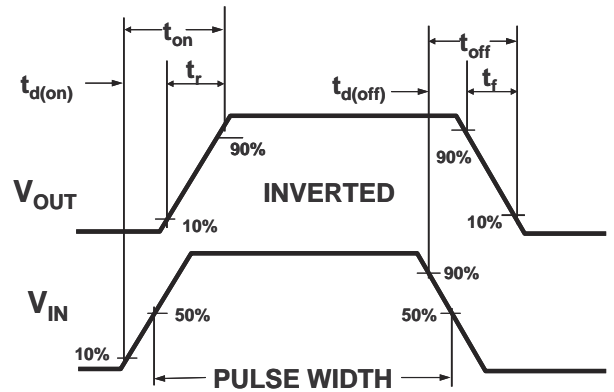 t_on
t_off
t_d(on)
t_r
t_d(off)
t_f
90%
90%
V_OUT
INVERTED
10%
10%
90%
V_IN
50%
50%
10%
PULSE WIDTH